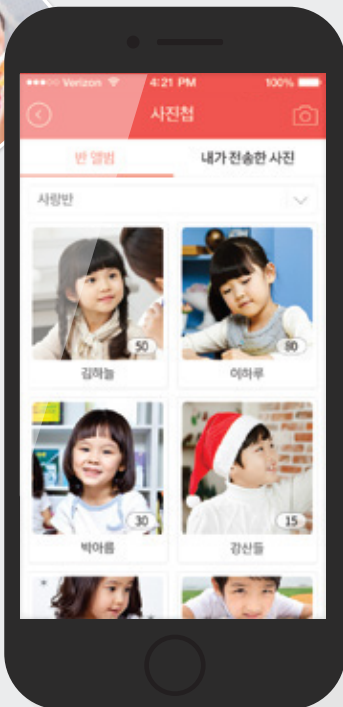 Verizon 4:21 PM 100%
사진첩
반 앨범 내가 전송한 사진
사랑반
50 80
김하늘 이하루
30 15
박아름 강산들